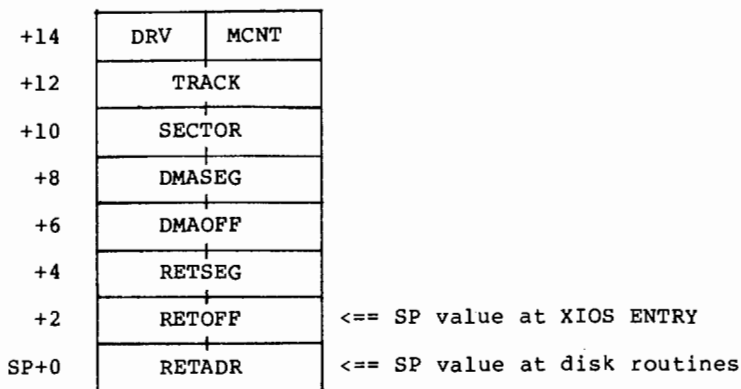 +14 DRV MCNT
+12 TRACK
+10 SECTOR
+8 DMASEG
+6 DMAOFF
+4 RETSEG
+2 RETOFF <== SP value at XIOS ENTRY
SP+0 RETADR <== SP value at disk routines